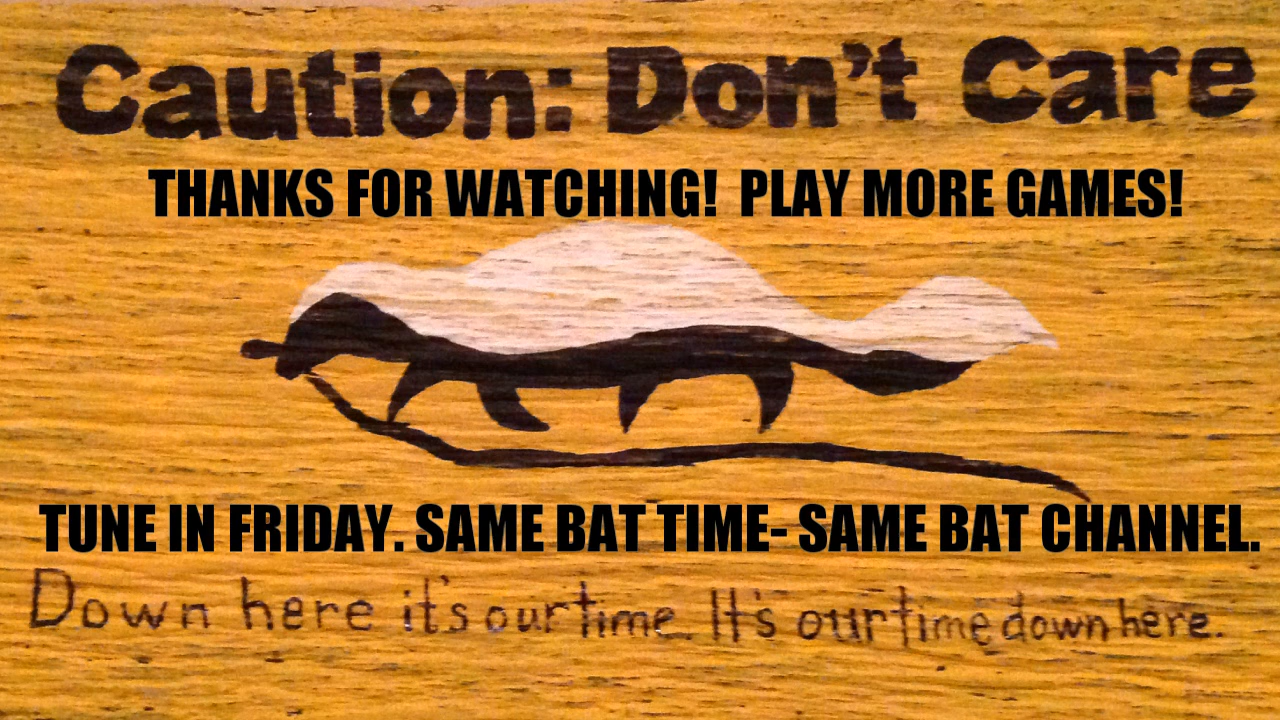 Caution: Don't Care
THANKS FOR WATCHING! PLAY MORE GAMES!
TUNE IN FRIDAY. SAME BAT TIME- SAME BAT CHANNEL.
Down here it's our time. It's our time down here.